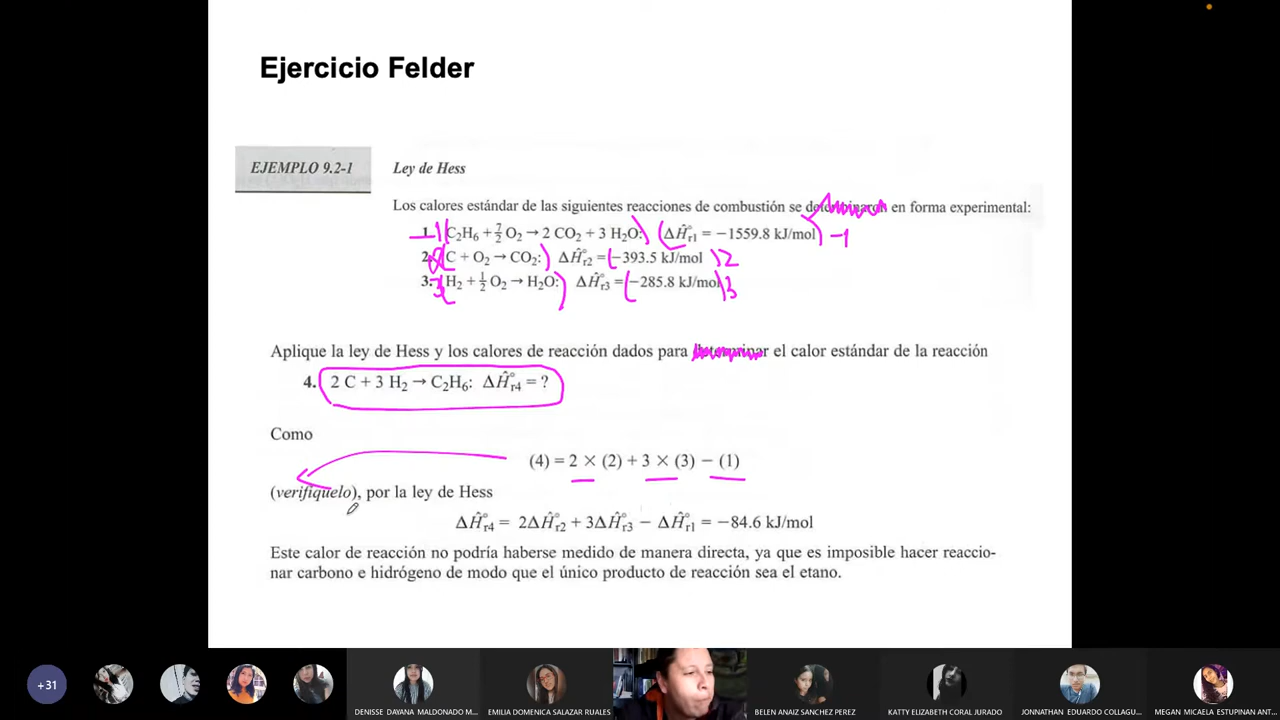 Ejercicio Felder
EJEMPLO 9.2-1
Ley de Hess
Los calores estándar de las siguientes reacciones de combustión se determinaron en forma experimental:
1. -1( C₂H₆ + 7/2 O₂ → 2 CO₂ + 3 H₂O: ) (ΔĤ°r1 = −1559.8 kJ/mol) -1
2. ( C + O₂ → CO₂: ) ΔĤ°r2 = (−393.5 kJ/mol )2
3. 3( H₂ + 1/2 O₂ → H₂O: ) ΔĤ°r3 = (−285.8 kJ/mol )3
Aplique la ley de Hess y los calores de reacción dados para determinar el calor estándar de la reacción
4. 2 C + 3 H₂ → C₂H₆: ΔĤ°r4 = ?
Como
(4) = 2 × (2) + 3 × (3) − (1)
(verifíquelo), por la ley de Hess
ΔĤ°r4 = 2ΔĤ°r2 + 3ΔĤ°r3 − ΔĤ°r1 = −84.6 kJ/mol
Este calor de reacción no podría haberse medido de manera directa, ya que es imposible hacer reaccio-
nar carbono e hidrógeno de modo que el único producto de reacción sea el etano.
+31
DENISSE DAYANA MALDONADO M...
EMILIA DOMENICA SALAZAR RUALES
BELEN ANAIZ SANCHEZ PEREZ
KATTY ELIZABETH CORAL JURADO
JONNATHAN EDUARDO COLLAGU...
MEGAN MICAELA ESTUPINAN ANT...